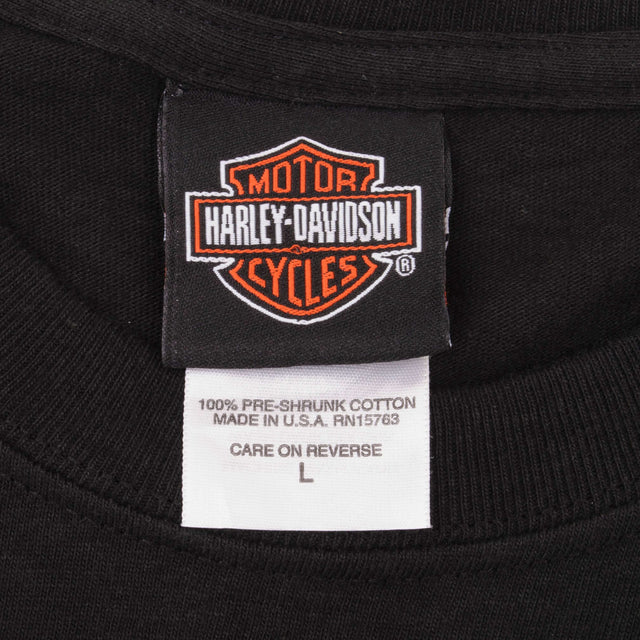 MOTOR
HARLEY-DAVIDSON
CYCLES
®
100% PRE-SHRUNK COTTON
MADE IN U.S.A. RN15763
CARE ON REVERSE
L